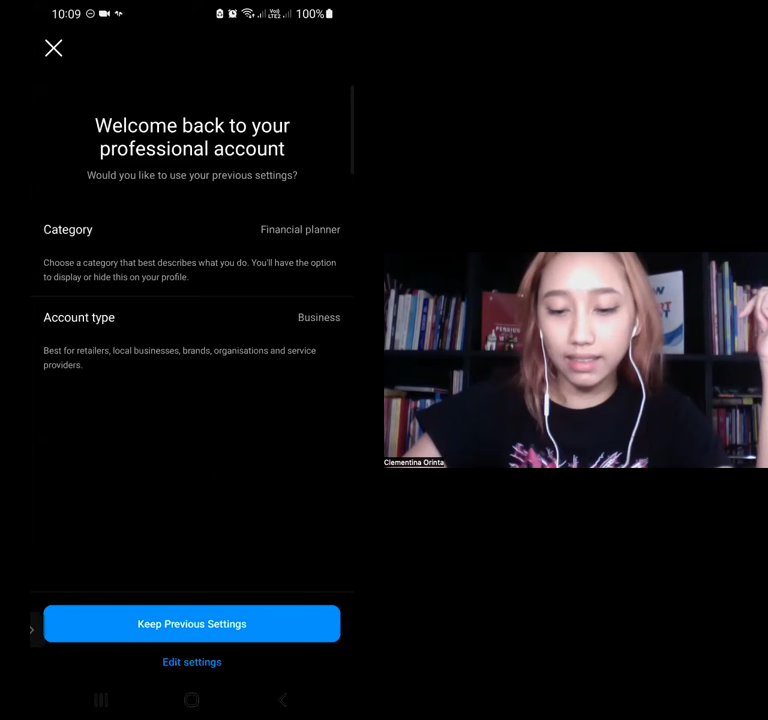 10:09
Vo5
LTE2
100%
Welcome back to your
professional account
Would you like to use your previous settings?
Category
Financial planner
Choose a category that best describes what you do. You'll have the option
to display or hide this on your profile.
Account type
Business
Best for retailers, local businesses, brands, organisations and service
providers.
Keep Previous Settings
Edit settings
Clementina Orinta